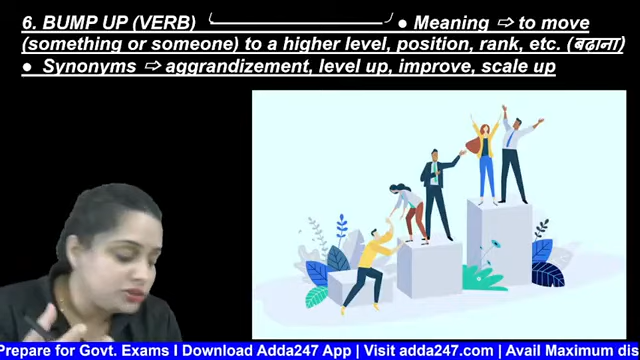 6. BUMP UP (VERB) ╰──────────╯● Meaning ⇨ to move
(something or someone) to a higher level, position, rank, etc. (बढ़ाना)
● Synonyms ⇨ aggrandizement, level up, improve, scale up
Prepare for Govt. Exams I Download Adda247 App | Visit adda247.com | Avail Maximum dis